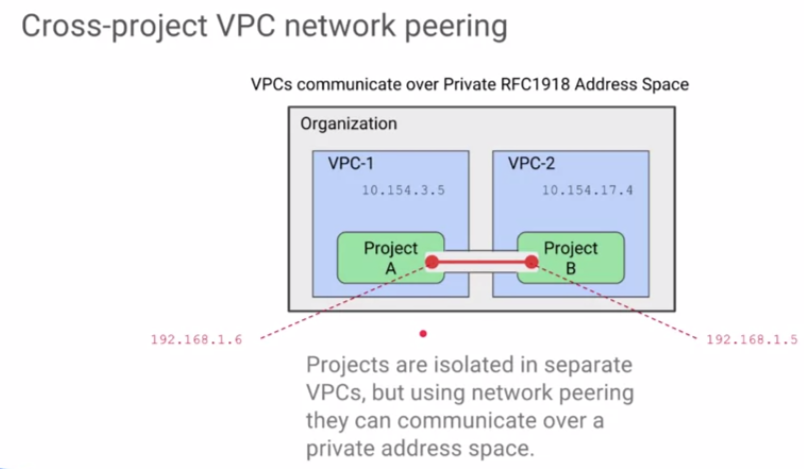 Cross-project VPC network peering
VPCs communicate over Private RFC1918 Address Space
Organization
VPC-1
10.154.3.5
VPC-2
10.154.17.4
Project
A
Project
B
192.168.1.6
192.168.1.5
Projects are isolated in separate
VPCs, but using network peering
they can communicate over a
private address space.